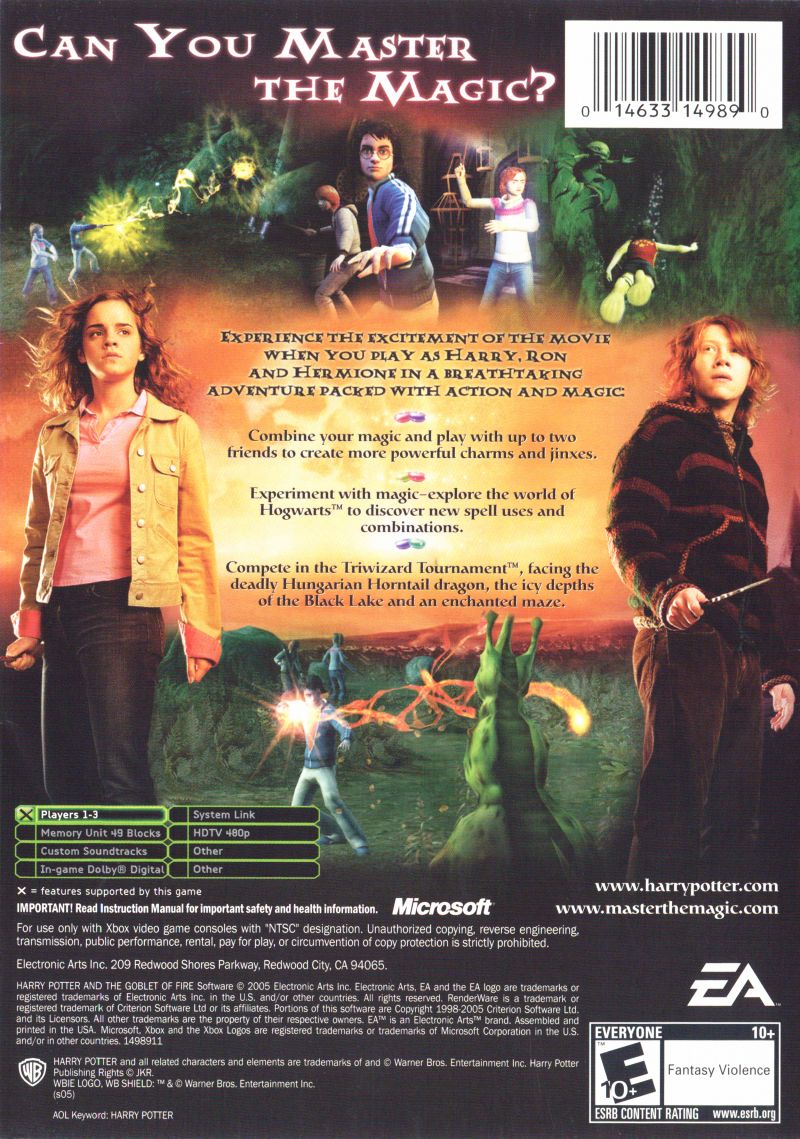 CAN YOU MASTER
THE MAGIC?
0 14633 14989 0
EXPERIENCE THE EXCITEMENT OF THE MOVIE
WHEN YOU PLAY AS HARRY, RON
AND HERMIONE IN A BREATHTAKING
ADVENTURE PACKED WITH ACTION AND MAGIC:
Combine your magic and play with up to two
friends to create more powerful charms and jinxes.
Experiment with magic–explore the world of
Hogwarts™ to discover new spell uses and
combinations.
Compete in the Triwizard Tournament™, facing the
deadly Hungarian Horntail dragon, the icy depths
of the Black Lake and an enchanted maze.
X Players 1-3
System Link
Memory Unit 49 Blocks
HDTV 480p
Custom Soundtracks
Other
In-game Dolby® Digital
Other
X = features supported by this game
www.harrypotter.com
IMPORTANT! Read Instruction Manual for important safety and health information.
Microsoft®
www.masterthemagic.com
For use only with Xbox video game consoles with "NTSC" designation. Unauthorized copying, reverse engineering,
transmission, public performance, rental, pay for play, or circumvention of copy protection is strictly prohibited.
Electronic Arts Inc. 209 Redwood Shores Parkway, Redwood City, CA 94065.
HARRY POTTER AND THE GOBLET OF FIRE Software © 2005 Electronic Arts Inc. Electronic Arts, EA and the EA logo are trademarks or
registered trademarks of Electronic Arts Inc. in the U.S. and/or other countries. All rights reserved. RenderWare is a trademark or
registered trademark of Criterion Software Ltd or its affiliates. Portions of this software are Copyright 1998-2005 Criterion Software Ltd.
and its Licensors. All other trademarks are the property of their respective owners. EA™ is an Electronic Arts™ brand. Assembled and
printed in the USA. Microsoft, Xbox and the Xbox Logos are registered trademarks or trademarks of Microsoft Corporation in the U.S.
and/or in other countries. 1498911
EA™
WB
HARRY POTTER and all related characters and elements are trademarks of and © Warner Bros. Entertainment Inc. Harry Potter
Publishing Rights © JKR.
WBIE LOGO, WB SHIELD: ™ & © Warner Bros. Entertainment Inc.
(s05)
AOL Keyword: HARRY POTTER
EVERYONE 10+
E
10+
Fantasy Violence
ESRB CONTENT RATING www.esrb.org